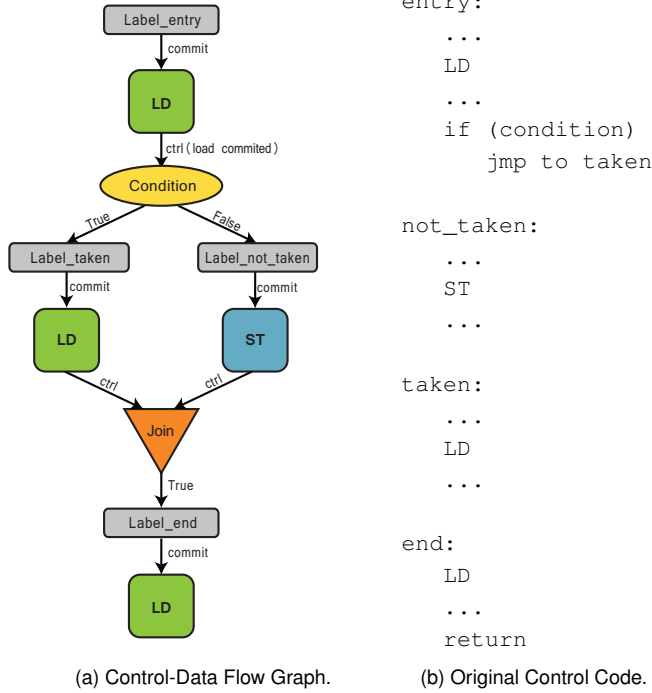 Label_entry
commit
LD
ctrl (load commited)
Condition
True
False
Label_taken
Label_not_taken
commit
commit
LD
ST
ctrl
ctrl
Join
True
Label_end
commit
LD
(a) Control-Data Flow Graph.
entry:
...
LD
...
if (condition)
jmp to taken
not_taken:
...
ST
...
taken:
...
LD
...
end:
LD
...
return
(b) Original Control Code.